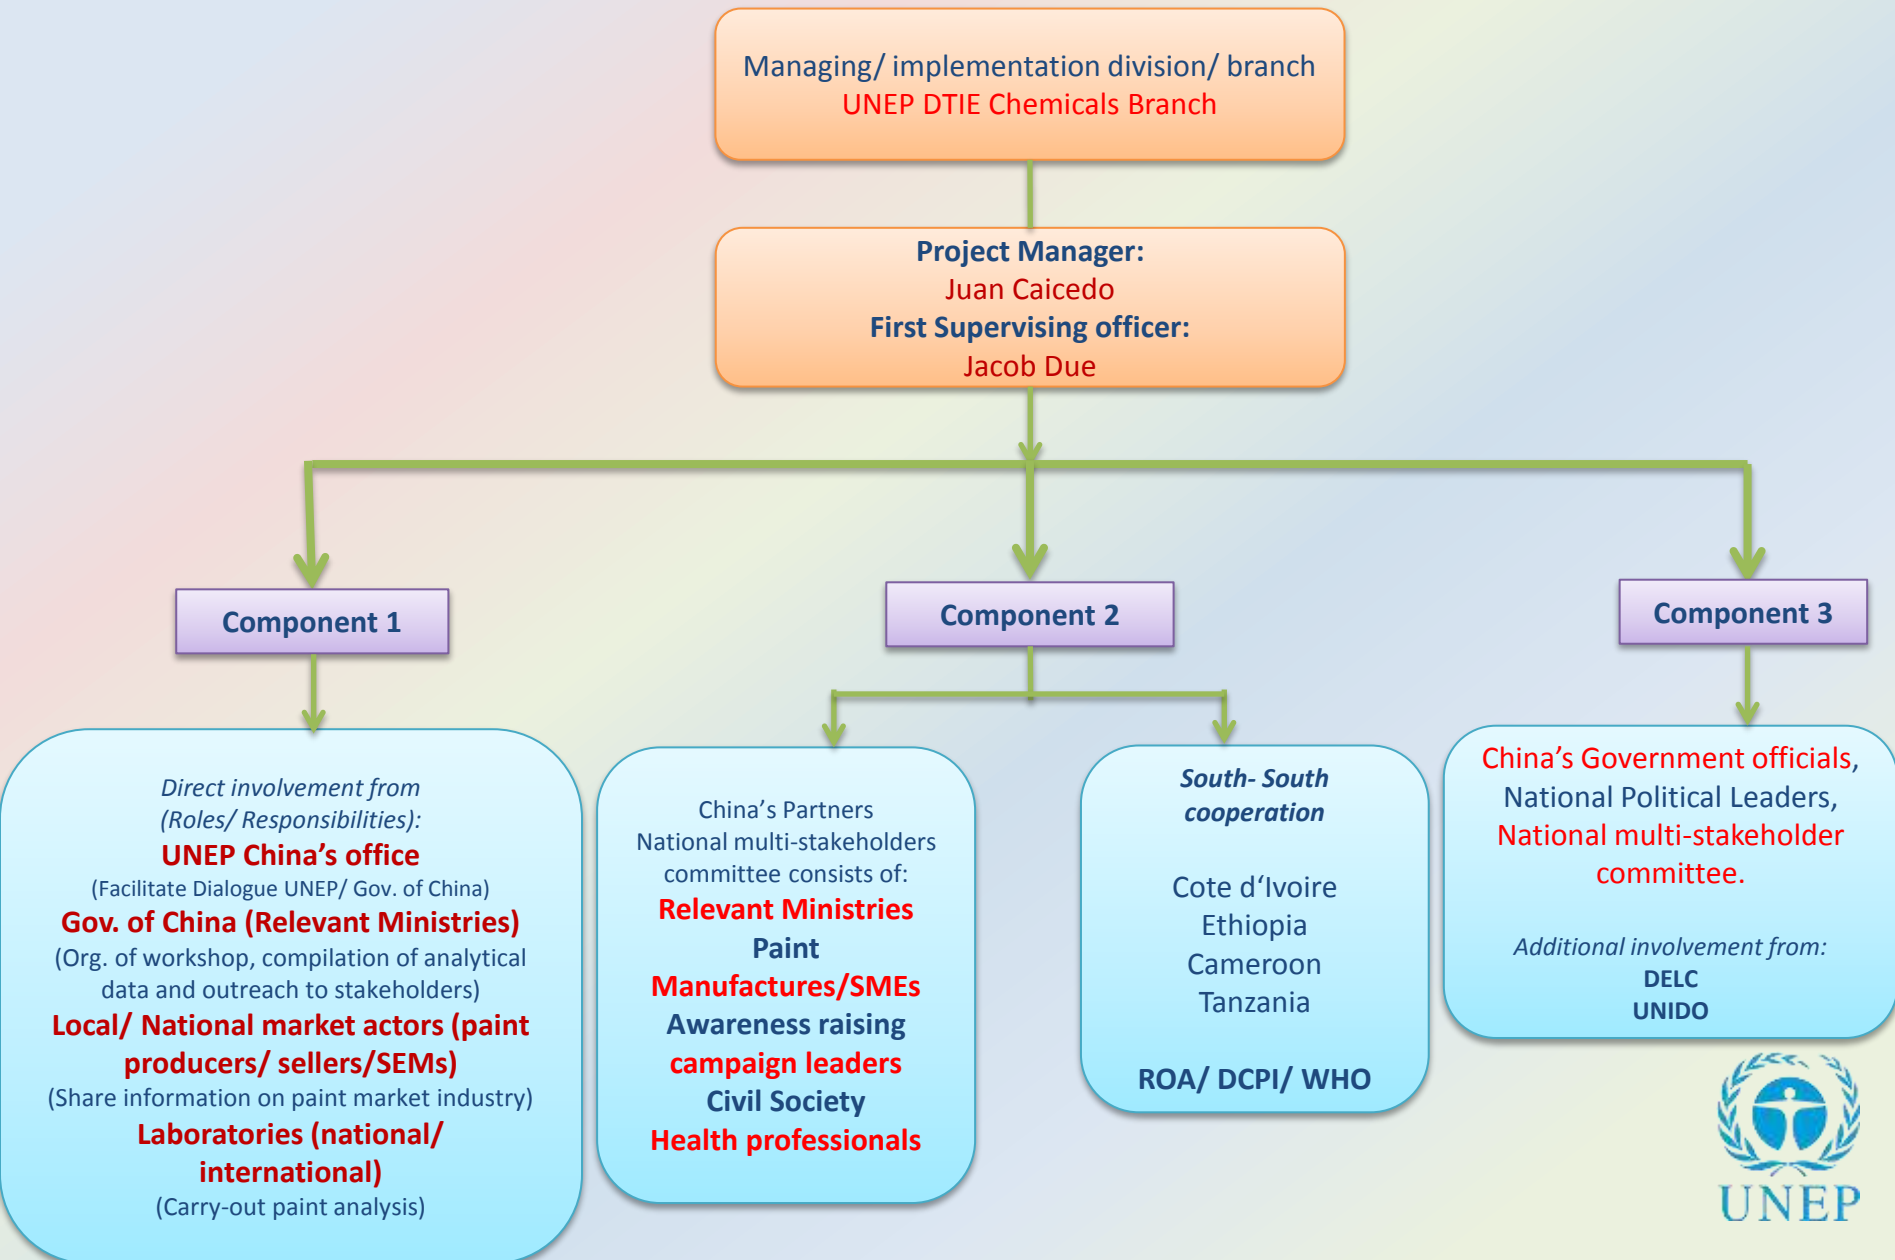 Managing/ implementation division/ branch
UNEP DTIE Chemicals Branch
Project Manager:
Juan Caicedo
First Supervising officer:
Jacob Due
Component 1
Component 2
Component 3
Direct involvement from
(Roles/ Responsibilities):
UNEP China’s office
(Facilitate Dialogue UNEP/ Gov. of China)
Gov. of China (Relevant Ministries)
(Org. of workshop, compilation of analytical
data and outreach to stakeholders)
Local/ National market actors (paint
producers/ sellers/SEMs)
(Share information on paint market industry)
Laboratories (national/
international)
(Carry-out paint analysis)
China’s Partners
National multi-stakeholders
committee consists of:
Relevant Ministries
Paint
Manufactures/SMEs
Awareness raising
campaign leaders
Civil Society
Health professionals
South- South
cooperation
Cote d‘Ivoire
Ethiopia
Cameroon
Tanzania
ROA/ DCPI/ WHO
China’s Government officials,
National Political Leaders,
National multi-stakeholder
committee.
Additional involvement from:
DELC
UNIDO
UNEP